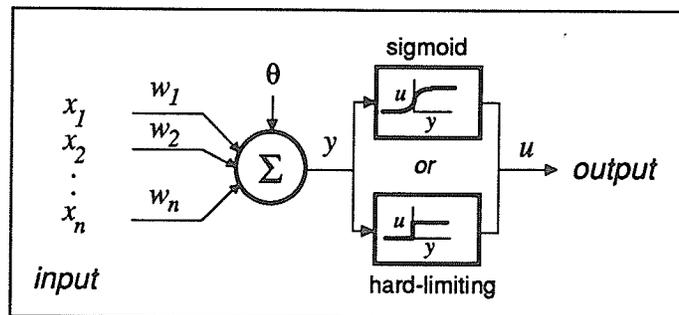 sigmoid
θ
u
y
x1 w1
x2 w2
.
.
xn wn
Σ
y
or
u
output
u
y
input
hard-limiting